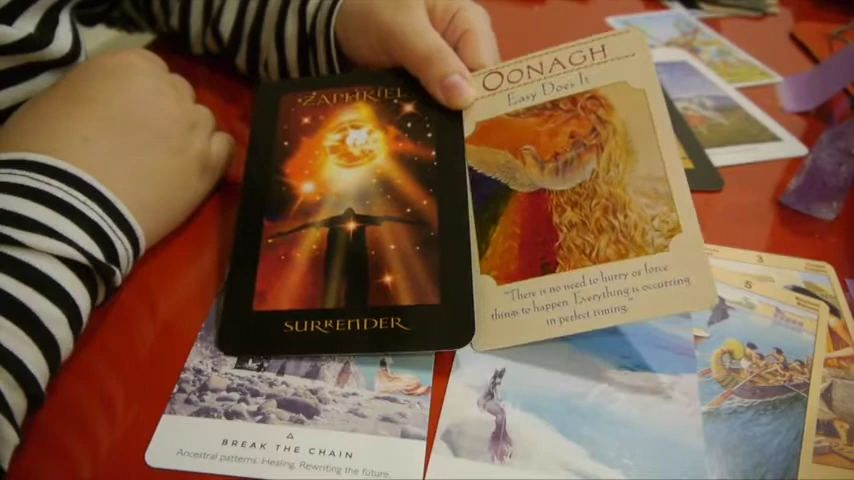 ZAPHKIEL
SURRENDER
OONAGH
Easy Does It
"There is no need to hurry or force
things to happen. Everything is occurring
in perfect timing."
BREAK THE CHAIN
Ancestral patterns. Healing. Rewriting the future.
3
5